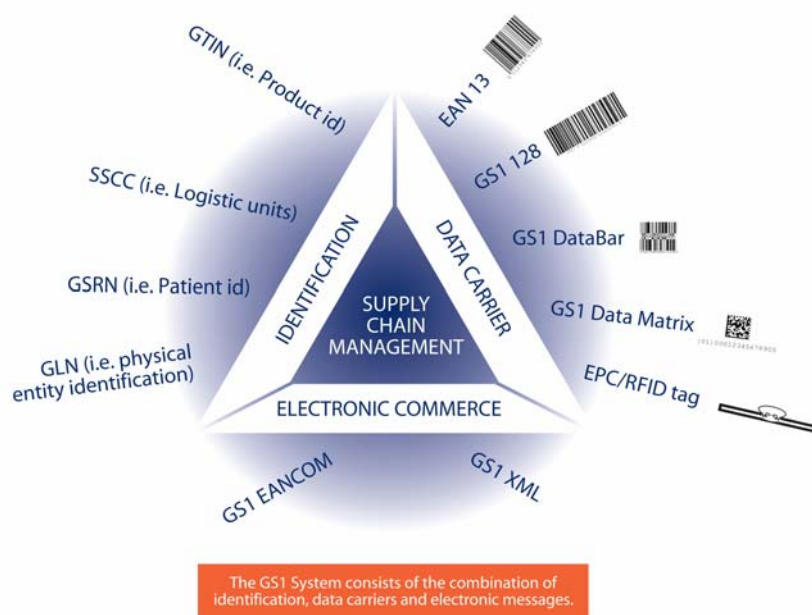 GTIN (i.e. Product id)
SSCC (i.e. Logistic units)
GSRN (i.e. Patient id)
GLN (i.e. physical
entity identification)
EAN 13
GS1 128
GS1 DataBar
GS1 Data Matrix
EPC/RFID tag
IDENTIFICATION
DATA CARRIER
SUPPLY
CHAIN
MANAGEMENT
ELECTRONIC COMMERCE
GS1 EANCOM
GS1 XML
The GS1 System consists of the combination of
identification, data carriers and electronic messages.